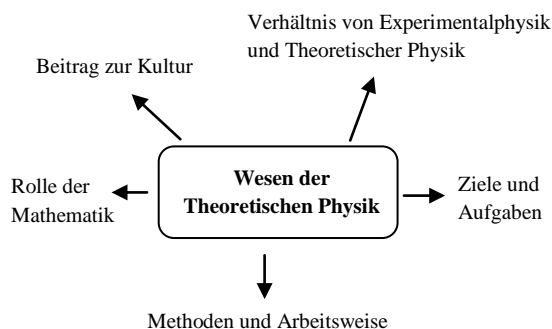 Verhältnis von Experimentalphysik
und Theoretischer Physik
Beitrag zur Kultur
Rolle der
Mathematik
Wesen der
Theoretischen Physik
Ziele und
Aufgaben
Methoden und Arbeitsweise